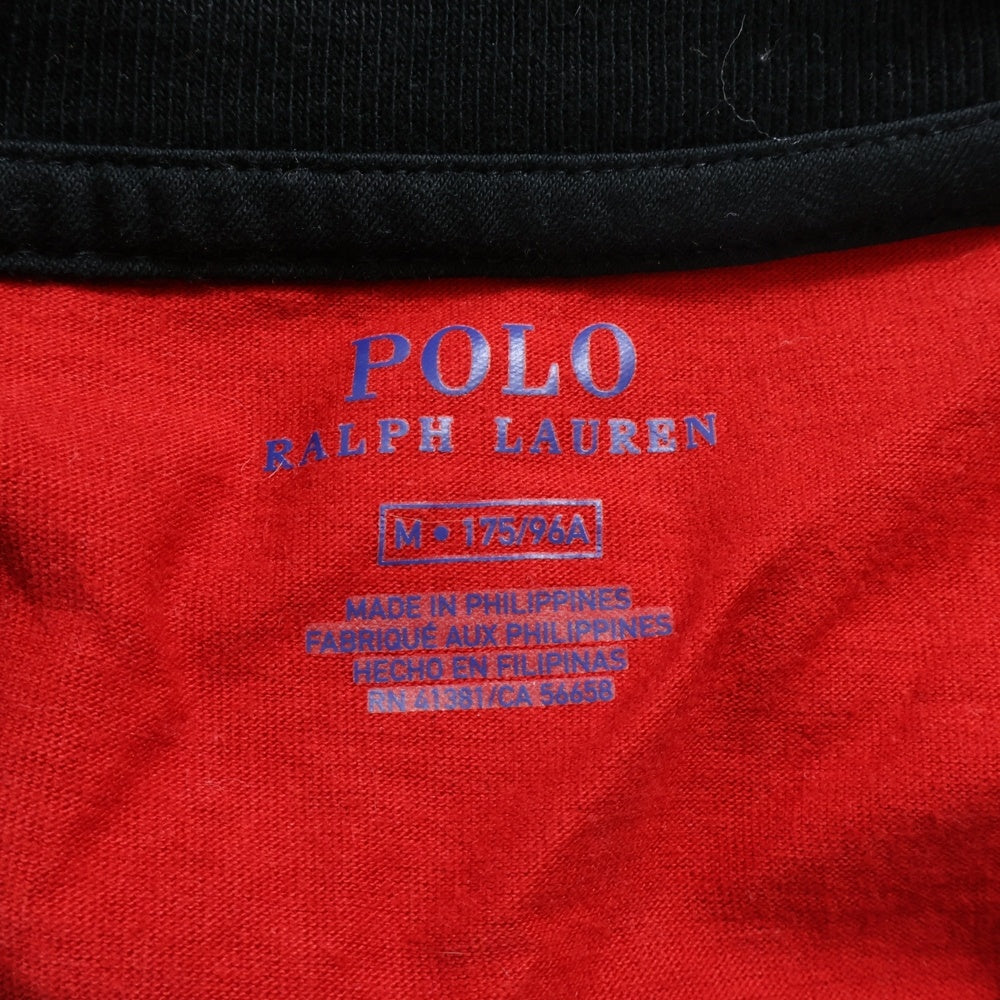 POLO
RALPH LAUREN
M • 175/96A
MADE IN PHILIPPINES
FABRIQUÉ AUX PHILIPPINES
HECHO EN FILIPINAS
RN 41381/CA 56658